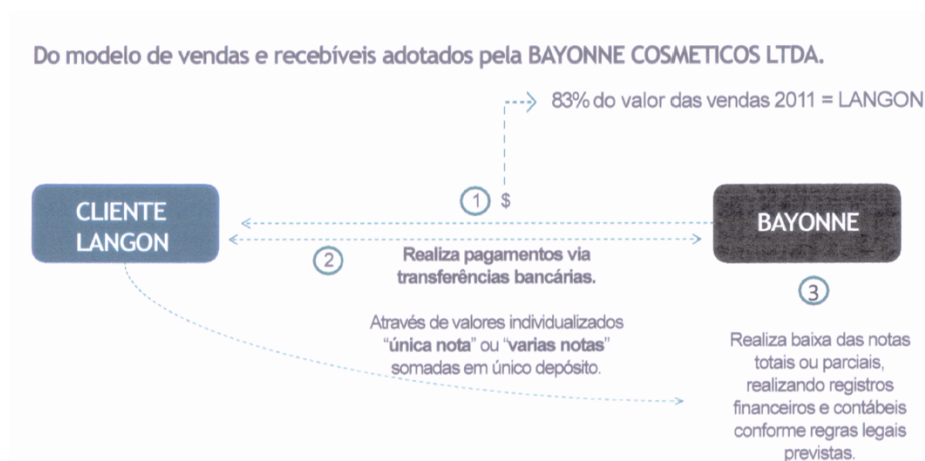 Do modelo de vendas e recebíveis adotados pela BAYONNE COSMETICOS LTDA.
83% do valor das vendas 2011 = LANGON
1 $
CLIENTE
LANGON
BAYONNE
2
Realiza pagamentos via
transferências bancárias.
3
Através de valores individualizados
“única nota” ou “varias notas”
somadas em único depósito.
Realiza baixa das notas
totais ou parciais,
realizando registros
financeiros e contábeis
conforme regras legais
previstas.